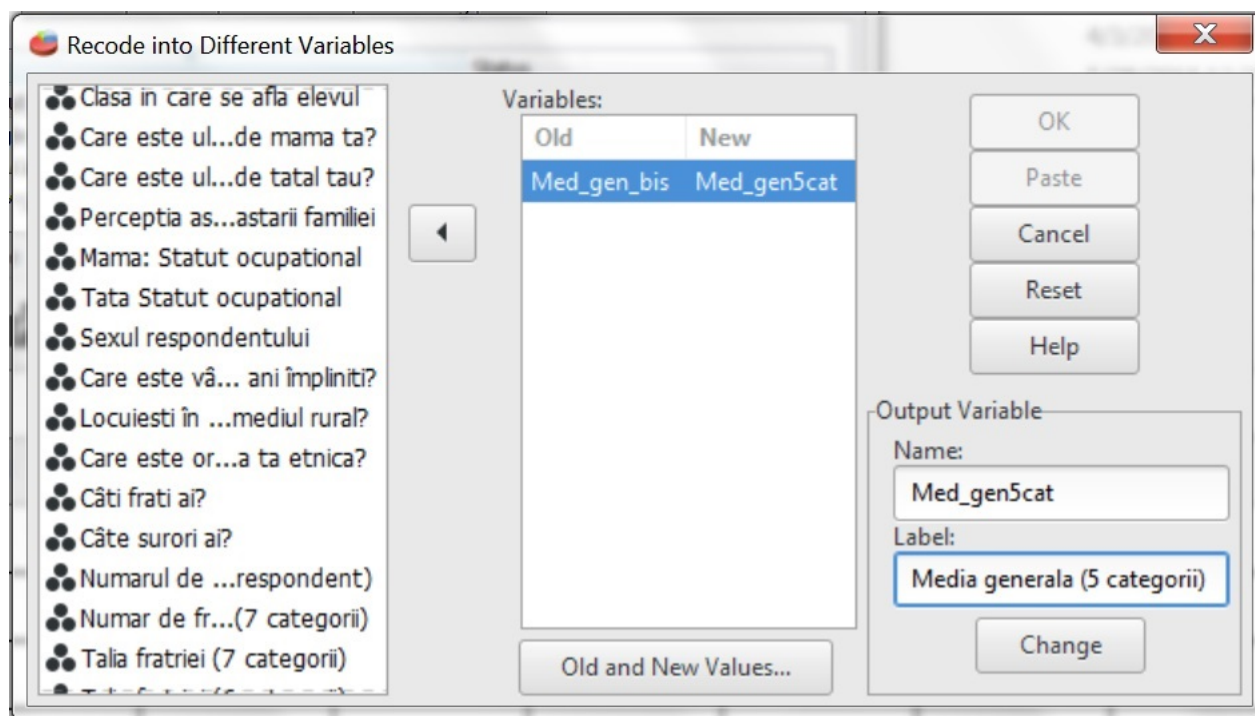 Recode into Different Variables
Clasa in care se afla elevul
Care este ul...de mama ta?
Care este ul...de tatal tau?
Perceptia as...astarii familiei
Mama: Statut ocupational
Tata Statut ocupational
Sexul respondentului
Care este vâ... ani împliniti?
Locuiesti în ...mediul rural?
Care este or...a ta etnica?
Câti frati ai?
Câte surori ai?
Numarul de ...respondent)
Numar de fr...(7 categorii)
Talia fratriei (7 categorii)
Variables:
Old New
Med_gen_bis Med_gen5cat
Old and New Values...
OK
Paste
Cancel
Reset
Help
Output Variable
Name:
Med_gen5cat
Label:
Media generala (5 categorii)
Change